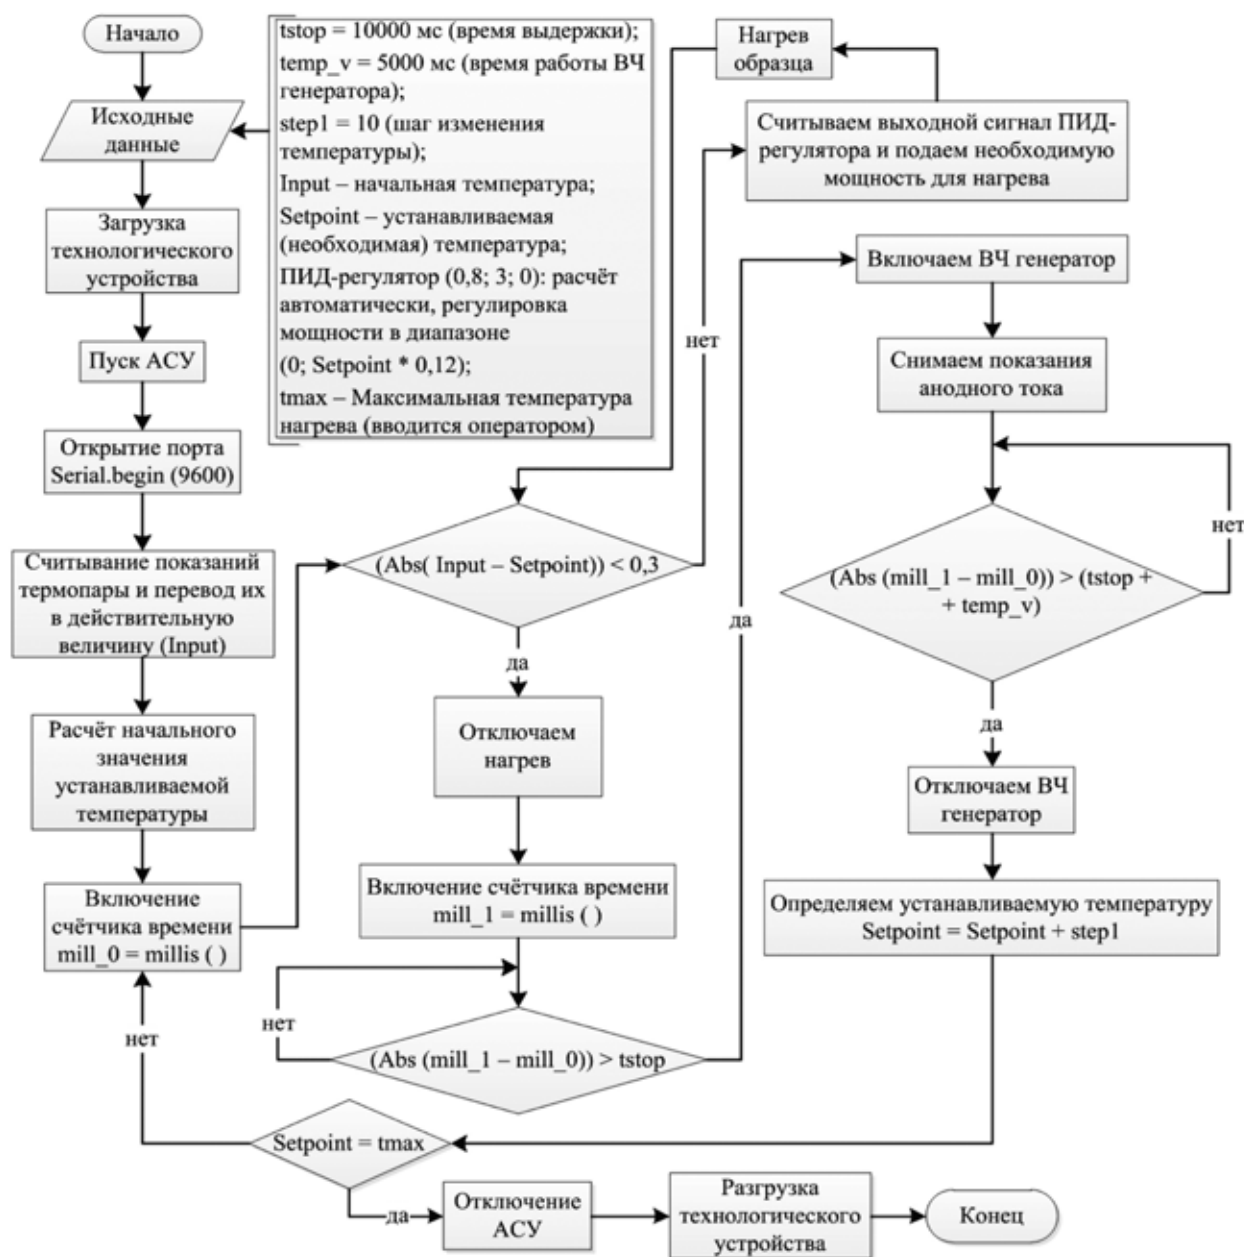 Начало
Исходные
данные
tstop = 10000 мс (время выдержки);
temp_v = 5000 мс (время работы ВЧ
генератора);
step1 = 10 (шаг изменения
температуры);
Input – начальная температура;
Setpoint – устанавливаемая
(необходимая) температура;
ПИД-регулятор (0,8; 3; 0): расчёт
автоматически, регулировка
мощности в диапазоне
(0; Setpoint * 0,12);
tmax – Максимальная температура
нагрева (вводится оператором)
Загрузка
технологического
устройства
Пуск АСУ
Открытие порта
Serial.begin (9600)
Считывание показаний
термопары и перевод их
в действительную
величину (Input)
Расчёт начального
значения
устанавливаемой
температуры
Включение
счётчика времени
mill_0 = millis ( )
(Abs( Input – Setpoint)) < 0,3
нет
Считываем выходной сигнал ПИД-
регулятора и подаем необходимую
мощность для нагрева
Нагрев
образца
да
Отключаем
нагрев
Включение счётчика времени
mill_1 = millis ( )
(Abs (mill_1 – mill_0)) > tstop
нет
да
Включаем ВЧ генератор
Снимаем показания
анодного тока
(Abs (mill_1 – mill_0)) > (tstop +
+ temp_v)
нет
да
Отключаем ВЧ
генератор
Определяем устанавливаемую температуру
Setpoint = Setpoint + step1
Setpoint = tmax
нет
да
Отключение
АСУ
Разгрузка
технологического
устройства
Конец